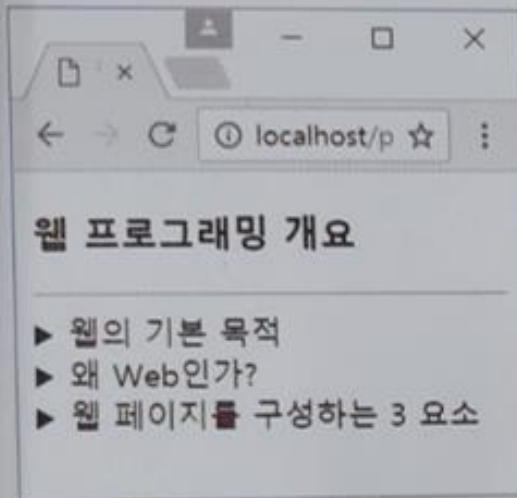 localhost/p
웹 프로그래밍 개요
▶ 웹의 기본 목적
▶ 왜 Web인가?
▶ 웹 페이지를 구성하는 3 요소